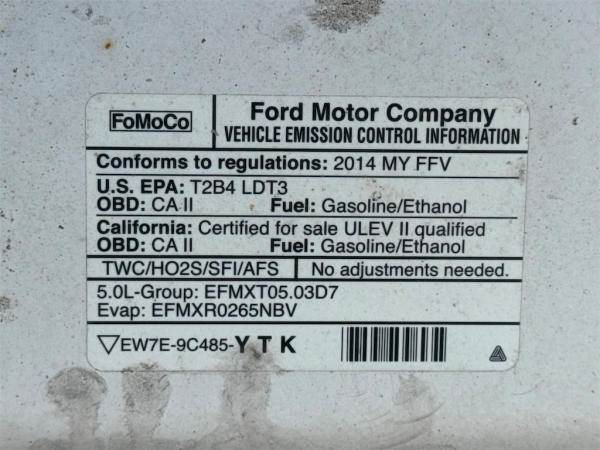 FoMoCo
Ford Motor Company
VEHICLE EMISSION CONTROL INFORMATION
Conforms to regulations: 2014 MY FFV
U.S. EPA: T2B4 LDT3
OBD: CA II Fuel: Gasoline/Ethanol
California: Certified for sale ULEV II qualified
OBD: CA II Fuel: Gasoline/Ethanol
TWC/HO2S/SFI/AFS No adjustments needed.
5.0L-Group: EFMXT05.03D7
Evap: EFMXR0265NBV
EW7E-9C485-Y T K